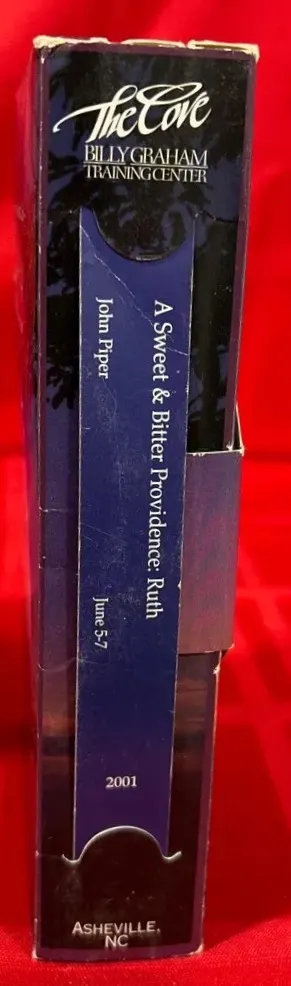 The Cove
BILLY GRAHAM
TRAINING CENTER
A Sweet & Bitter Providence: Ruth
John Piper
June 5-7
2001
ASHEVILLE,
NC